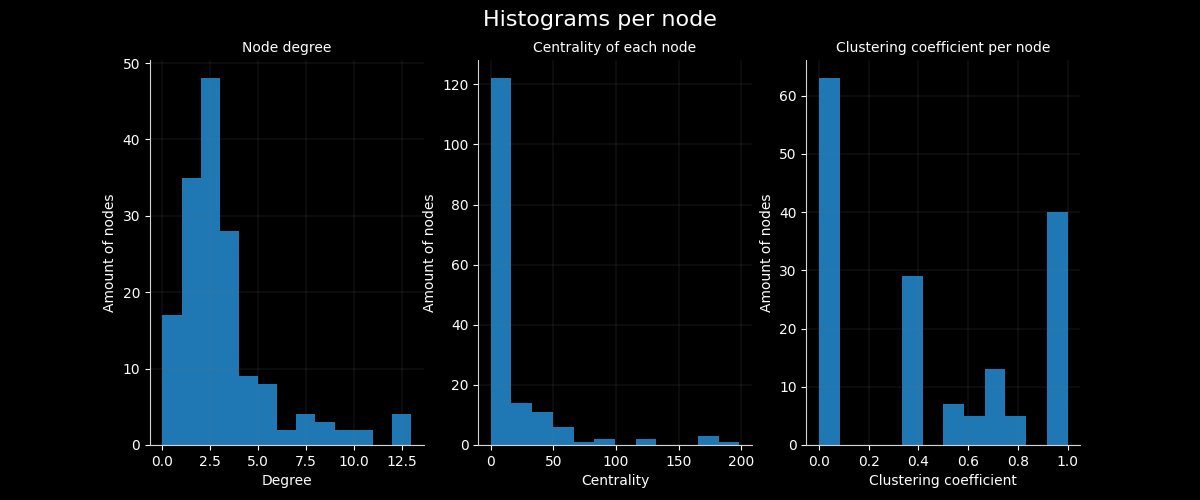 Histograms per node
Node degree
Centrality of each node
Clustering coefficient per node
Amount of nodes
50
40
30
20
10
0
0.0 2.5 5.0 7.5 10.0 12.5
Degree
Amount of nodes
120
100
80
60
40
20
0
0 50 100 150 200
Centrality
Amount of nodes
60
50
40
30
20
10
0
0.0 0.2 0.4 0.6 0.8 1.0
Clustering coefficient